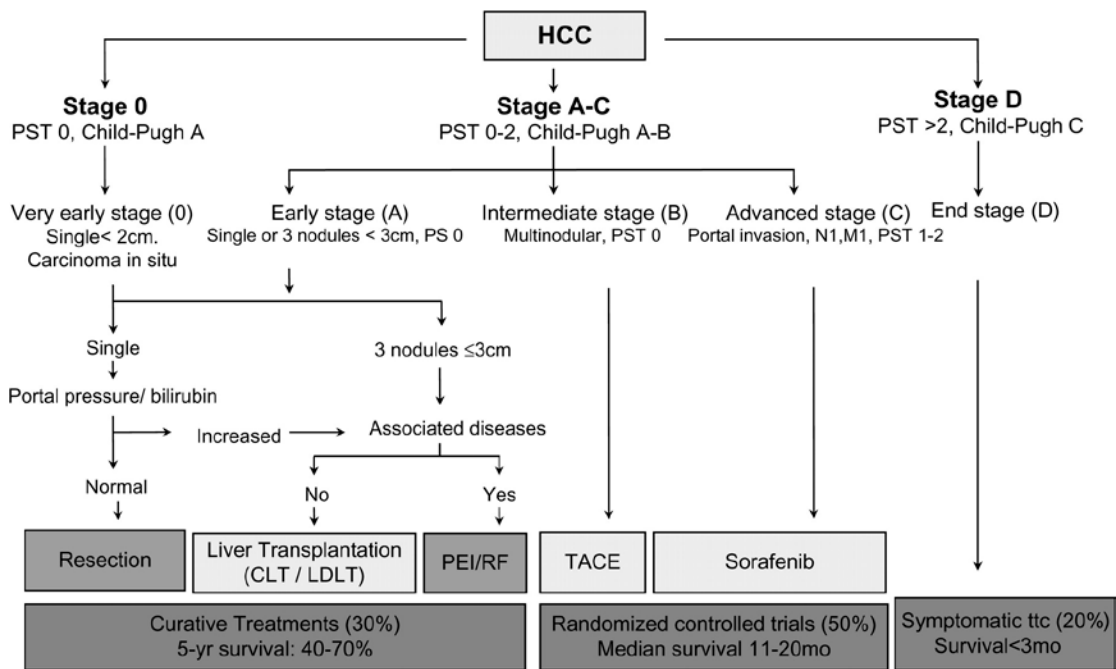 HCC
Stage 0
PST 0, Child-Pugh A
Stage A-C
PST 0-2, Child-Pugh A-B
Stage D
PST >2, Child-Pugh C
Very early stage (0)
Single< 2cm.
Carcinoma in situ
Early stage (A)
Single or 3 nodules < 3cm, PS 0
Intermediate stage (B)
Multinodular, PST 0
Advanced stage (C)
Portal invasion, N1,M1, PST 1-2
End stage (D)
Single
3 nodules ≤3cm
Portal pressure/ bilirubin
Increased
Associated diseases
Normal
No
Yes
Resection
Liver Transplantation
(CLT / LDLT)
PEI/RF
TACE
Sorafenib
Curative Treatments (30%)
5-yr survival: 40-70%
Randomized controlled trials (50%)
Median survival 11-20mo
Symptomatic ttc (20%)
Survival<3mo